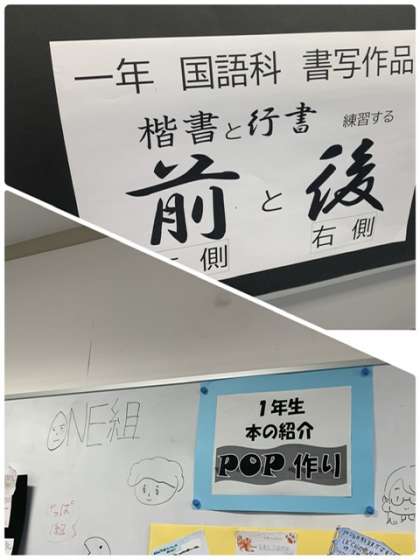 一年 国語科 書写作品
楷書と行書 練習する
前と後
側 右側
ONE組
1年生
本の紹介
POP作り